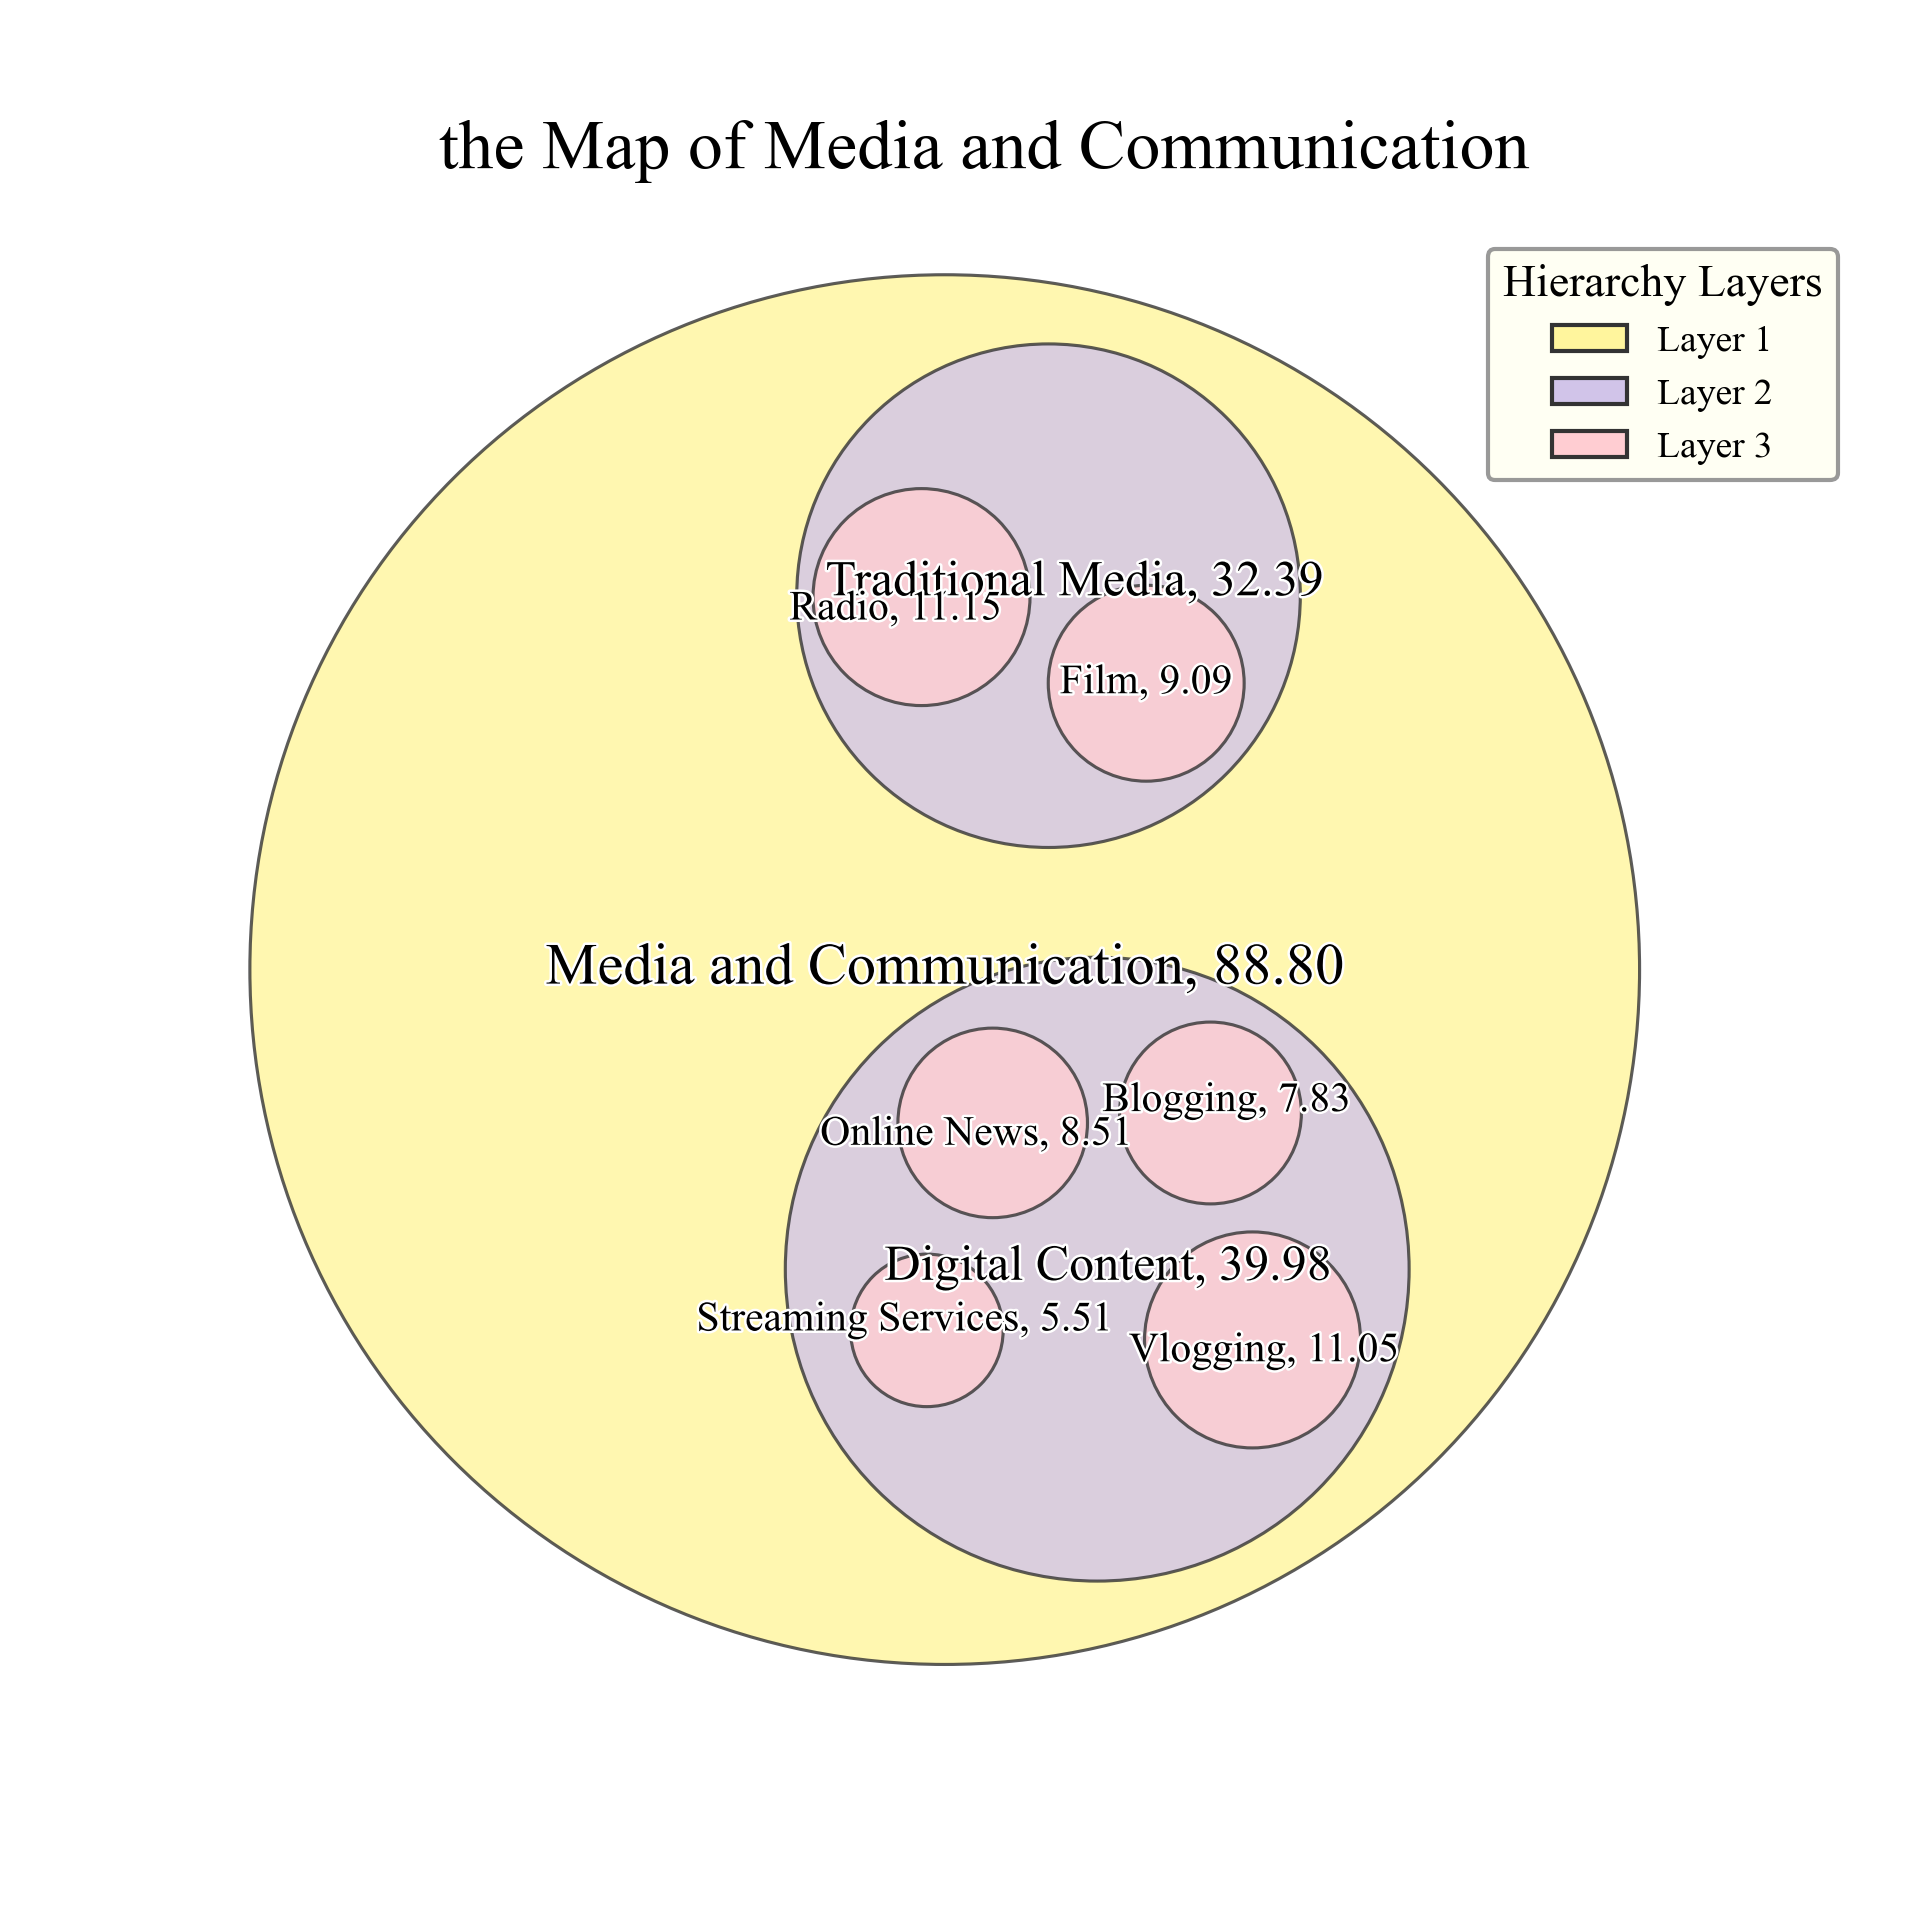 the Map of Media and Communication
Hierarchy Layers
Layer 1
Layer 2
Layer 3
Traditional Media, 32.39
Radio, 11.15
Film, 9.09
Media and Communication, 88.80
Blogging, 7.83
Online News, 8.51
Digital Content, 39.98
Streaming Services, 5.51
Vlogging, 11.05